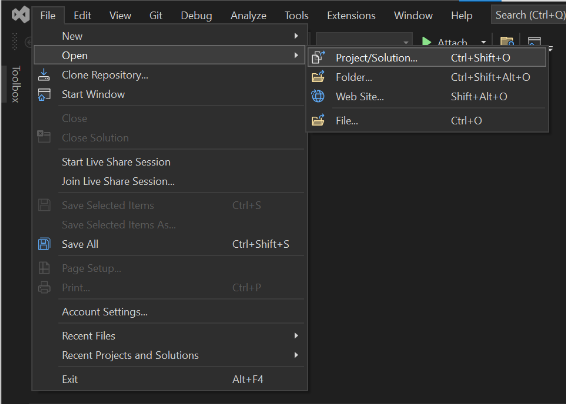 File Edit View Git Debug Analyze Tools Extensions Window Help Search (Ctrl+Q)
Attach...
Toolbox
New
Open
Project/Solution... Ctrl+Shift+O
Folder... Ctrl+Shift+Alt+O
Web Site... Shift+Alt+O
File... Ctrl+O
Clone Repository...
Start Window
Close
Close Solution
Start Live Share Session
Join Live Share Session...
Save Selected Items Ctrl+S
Save Selected Items As...
Save All Ctrl+Shift+S
Page Setup...
Print... Ctrl+P
Account Settings...
Recent Files
Recent Projects and Solutions
Exit Alt+F4